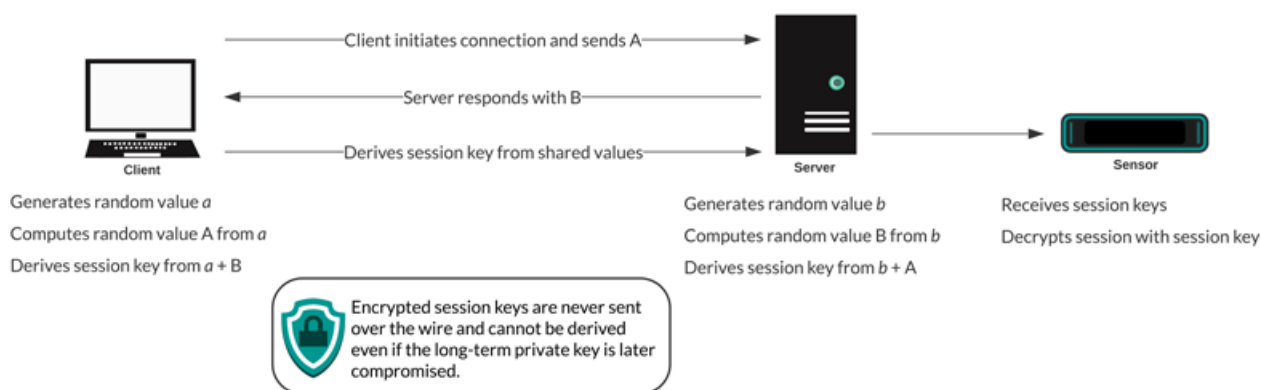 Client initiates connection and sends A
Server responds with B
Derives session key from shared values
Client
Server
Sensor
Generates random value a
Computes random value A from a
Derives session key from a + B
Generates random value b
Computes random value B from b
Derives session key from b + A
Receives session keys
Decrypts session with session key
Encrypted session keys are never sent
over the wire and cannot be derived
even if the long-term private key is later
compromised.